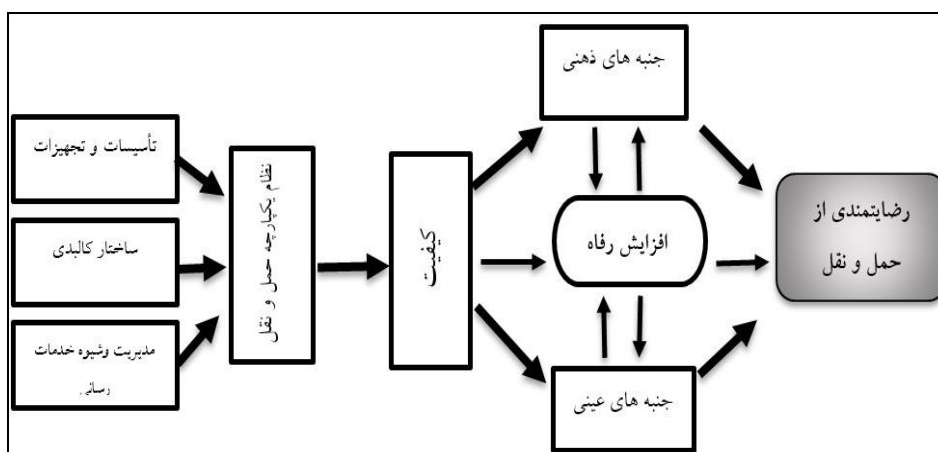 جنبه های ذهنی
تأسیسات و تجهیزات
ساختار کالبدی
مدیریت وشیوه خدمات
رسانی
نظام یکپارچه حمل و نقل
کیفیت
افزایش رفاه
جنبه های عینی
رضایتمندی از
حمل و نقل